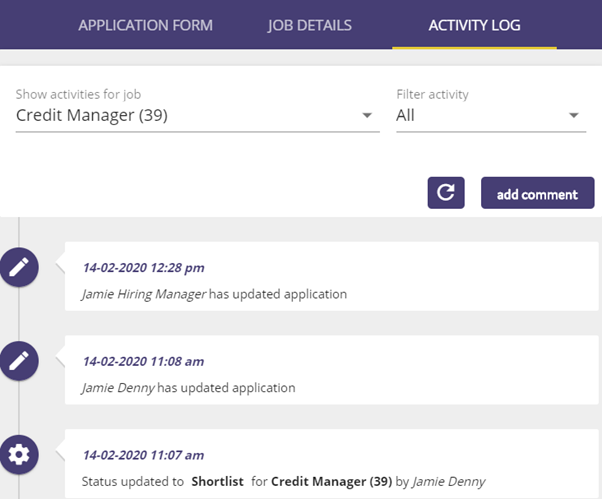 APPLICATION FORM JOB DETAILS ACTIVITY LOG
Show activities for job Filter activity
Credit Manager (39) All
add comment
14-02-2020 12:28 pm
Jamie Hiring Manager has updated application
14-02-2020 11:08 am
Jamie Denny has updated application
14-02-2020 11:07 am
Status updated to Shortlist for Credit Manager (39) by Jamie Denny